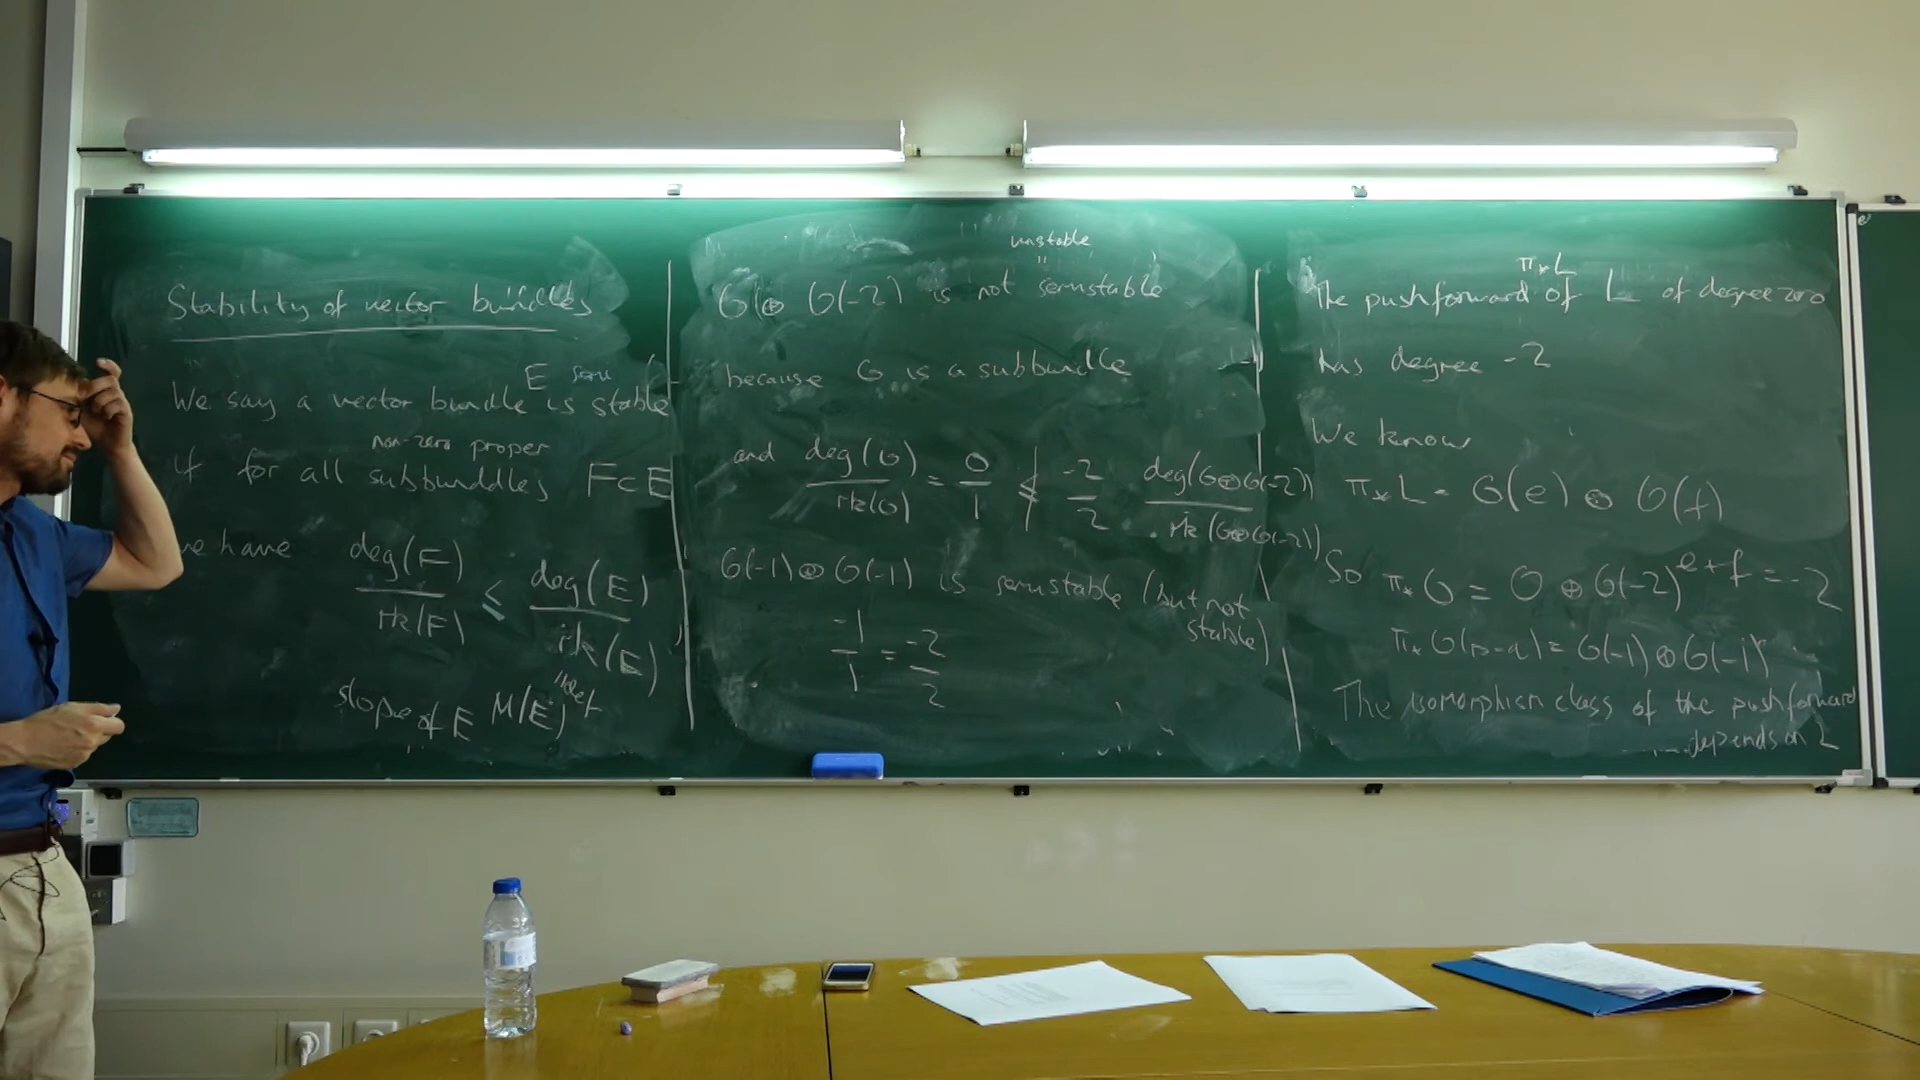 Stability of vector bundles
E semi
We say a vector bundle is stable
non-zero proper
if for all subbundles F⊂E
we have deg(F)/rk(F) ≤ deg(E)/rk(E)
slope of E μ(E)
unstable
O ⊕ O(-2) is not semistable
because O is a subbundle
and deg(O)/rk(O) = 0/1 ≰ -2/2 deg(O⊕O(-2))/rk(O⊕O(-2))
O(-1)⊕O(-1) is semistable (but not stable)
-1/1 = -2/2
π*L
The pushforward of L of degree zero
has degree -2
We know
π*L = O(e) ⊕ O(f)
So e+f = -2
π*O = O ⊕ O(-2)
π*O(p-q) = O(-1)⊕O(-1)
The isomorphism class of the pushforward
depends on L